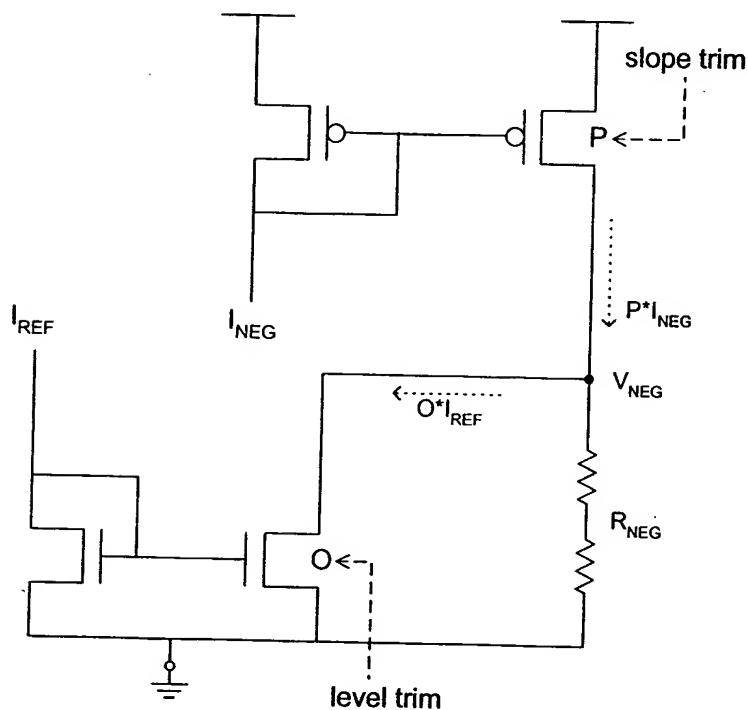 slope trim
P
P*I_NEG
I_REF
I_NEG
V_NEG
O*I_REF
R_NEG
O
level trim